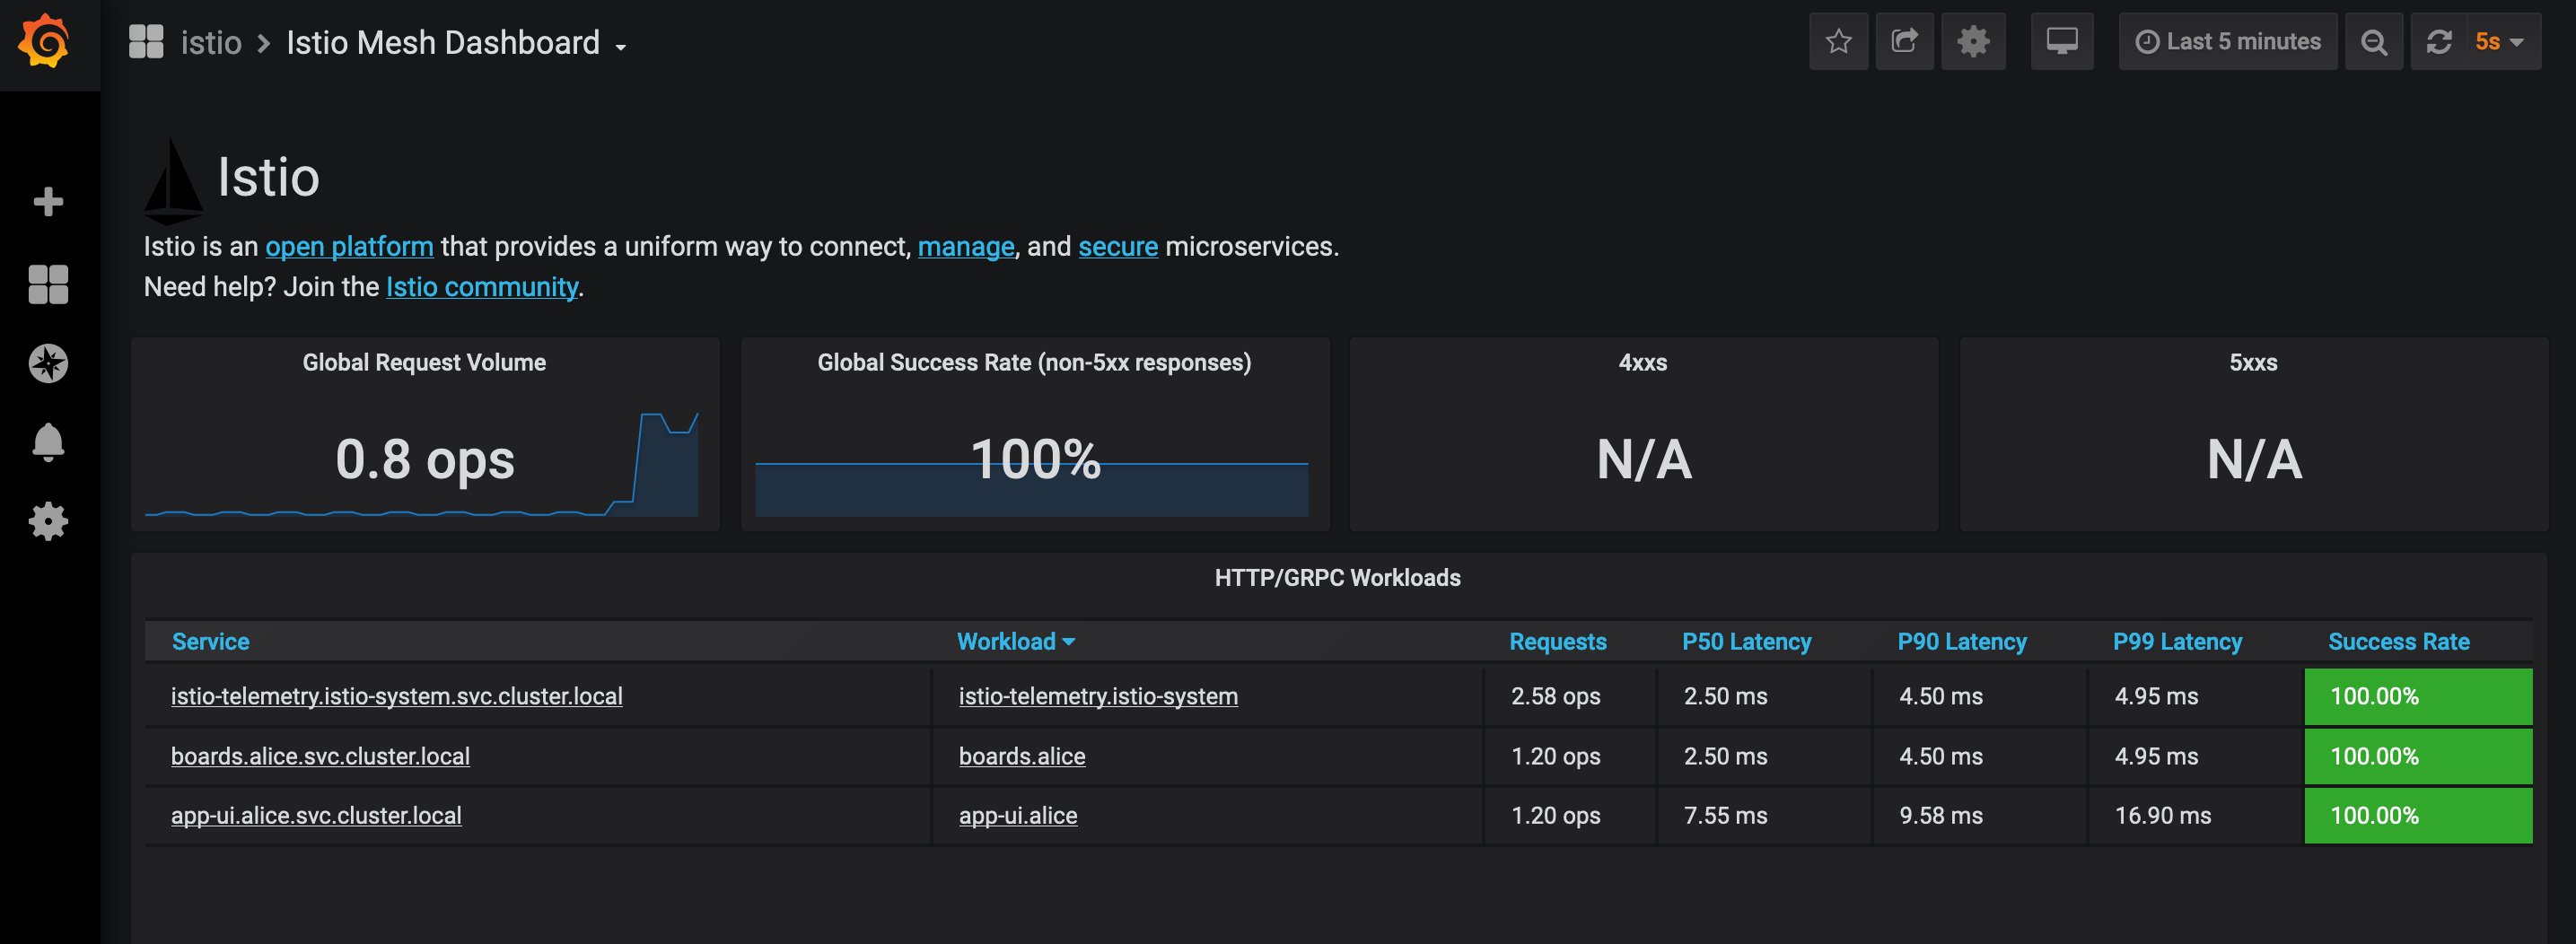 istio > Istio Mesh Dashboard
Last 5 minutes
5s
Istio
Istio is an open platform that provides a uniform way to connect, manage, and secure microservices.
Need help? Join the Istio community.
Global Request Volume
0.8 ops
Global Success Rate (non-5xx responses)
100%
4xxs
N/A
5xxs
N/A
HTTP/GRPC Workloads
Service Workload Requests P50 Latency P90 Latency P99 Latency Success Rate
istio-telemetry.istio-system.svc.cluster.local istio-telemetry.istio-system 2.58 ops 2.50 ms 4.50 ms 4.95 ms 100.00%
boards.alice.svc.cluster.local boards.alice 1.20 ops 2.50 ms 4.50 ms 4.95 ms 100.00%
app-ui.alice.svc.cluster.local app-ui.alice 1.20 ops 7.55 ms 9.58 ms 16.90 ms 100.00%